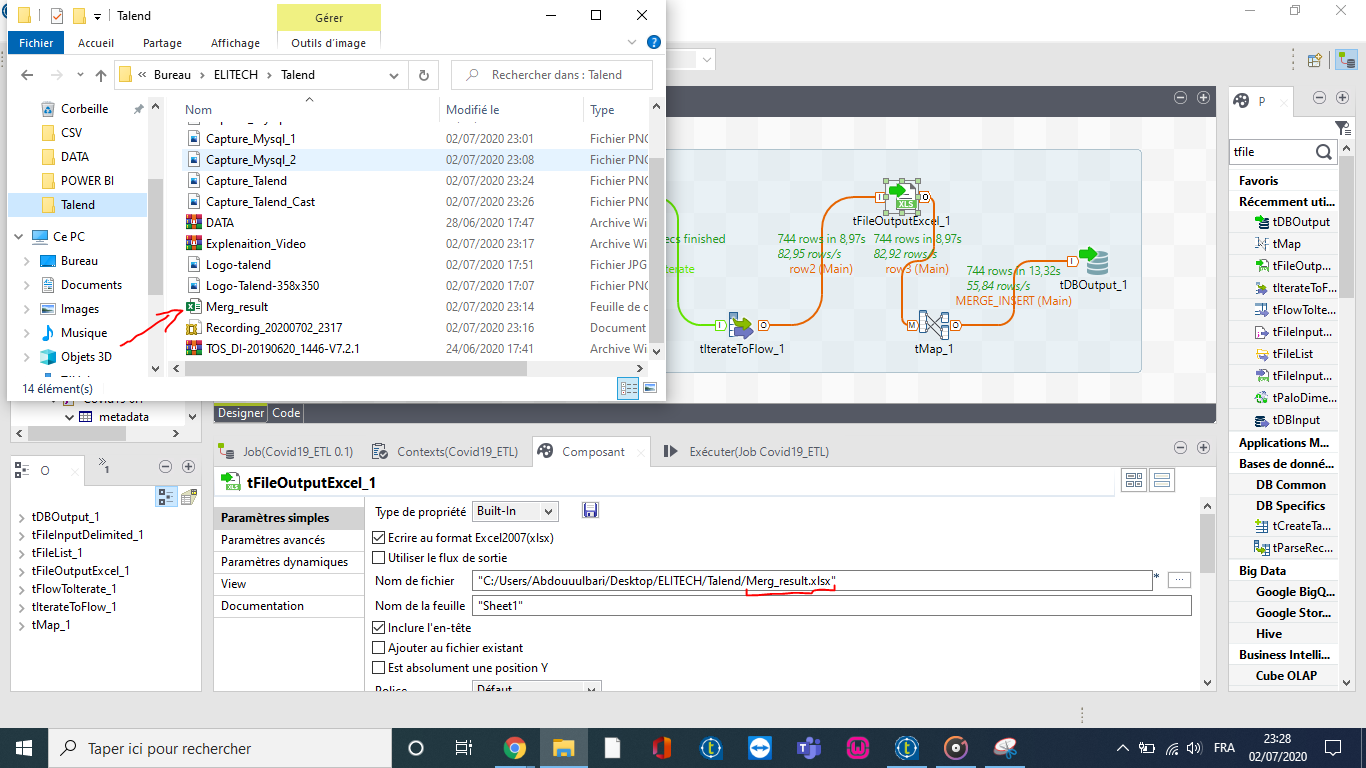 Talend
Gérer
Fichier
Accueil
Partage
Affichage
Outils d'image
« Bureau > ELITECH > Talend
Rechercher dans : Talend
Corbeille
CSV
DATA
POWER BI
Talend
Ce PC
Bureau
Documents
Images
Musique
Objets 3D
Nom Modifié le Type
Capture_Mysql_1 02/07/2020 23:01 Fichier PNG
Capture_Mysql_2 02/07/2020 23:08 Fichier PNG
Capture_Talend 02/07/2020 23:24 Fichier PNG
Capture_Talend_Cast 02/07/2020 23:26 Fichier PNG
DATA 28/06/2020 17:47 Archive Wi
Explenaition_Video 02/07/2020 23:17 Archive Wi
Logo-talend 02/07/2020 17:51 Fichier JPG
Logo-Talend-358x350 02/07/2020 17:07 Fichier PNG
Merg_result 02/07/2020 23:14 Feuille de c
Recording_20200702_2317 02/07/2020 23:16 Document
TOS_DI-20190620_1446-V7.2.1 24/06/2020 17:41 Archive Wi
14 élément(s)
metadata
ecs finished
tFileOutputExcel_1
744 rows in 8,97s
82,95 rows/s
row2 (Main)
744 rows in 8,97s
82,92 rows/s
row3 (Main)
744 rows in 13,32s
55,84 rows/s
MERGE_INSERT (Main)
tDBOutput_1
tIterateToFlow_1
tMap_1
Designer
Code
P
tfile
Favoris
Récemment uti...
tDBOutput
tMap
tFileOutp...
tIterateToF...
tFlowToIter...
tFileInput...
tFileList
tFileInput...
tPaloDime...
tDBInput
Applications M...
Bases de donné...
DB Common
DB Specifics
tCreateTa...
tParseRec...
Big Data
Google BigQ...
Google Stor...
Hive
Business Intelli...
Cube OLAP
O
1
tDBOutput_1
tFileInputDelimited_1
tFileList_1
tFileOutputExcel_1
tFlowToIterate_1
tIterateToFlow_1
tMap_1
Job(Covid19_ETL 0.1)
Contexts(Covid19_ETL)
Composant
Exécuter(Job Covid19_ETL)
tFileOutputExcel_1
Paramètres simples
Paramètres avancés
Paramètres dynamiques
View
Documentation
Type de propriété Built-In
Ecrire au format Excel2007(xlsx)
Utiliser le flux de sortie
Nom de fichier "C:/Users/Abdouuulbari/Desktop/ELITECH/Talend/Merg_result.xlsx" * ...
Nom de la feuille "Sheet1"
Inclure l'en-tête
Ajouter au fichier existant
Est absolument une position Y
Police Défaut
Taper ici pour rechercher
FRA
23:28
02/07/2020